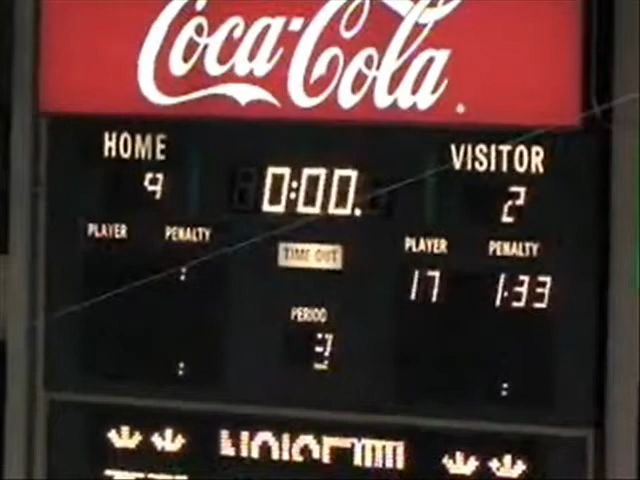 Coca-Cola
HOME
VISITOR
9
0:00.
2
PLAYER PENALTY
TIME OUT
PLAYER PENALTY
:
17 1:33
PERIOD
:
: